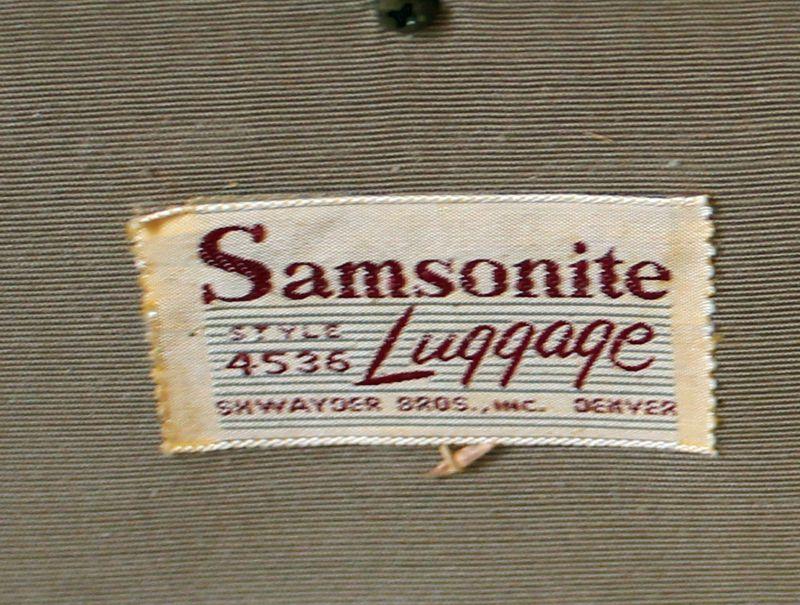 Samsonite
STYLE
4536 Luggage
SHWAYDER BROS., INC. DENVER